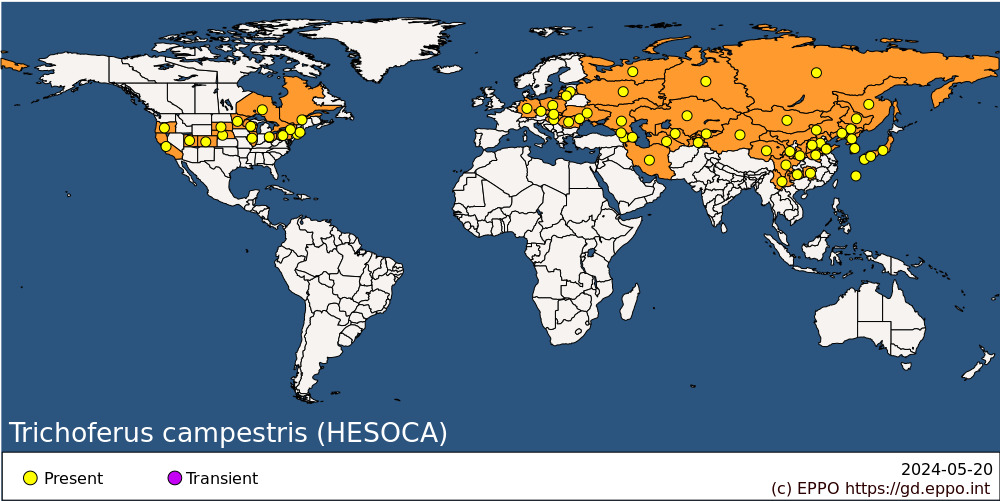 Trichoferus campestris (HESOCA)
Present
Transient
2024-05-20
(c) EPPO https://gd.eppo.int